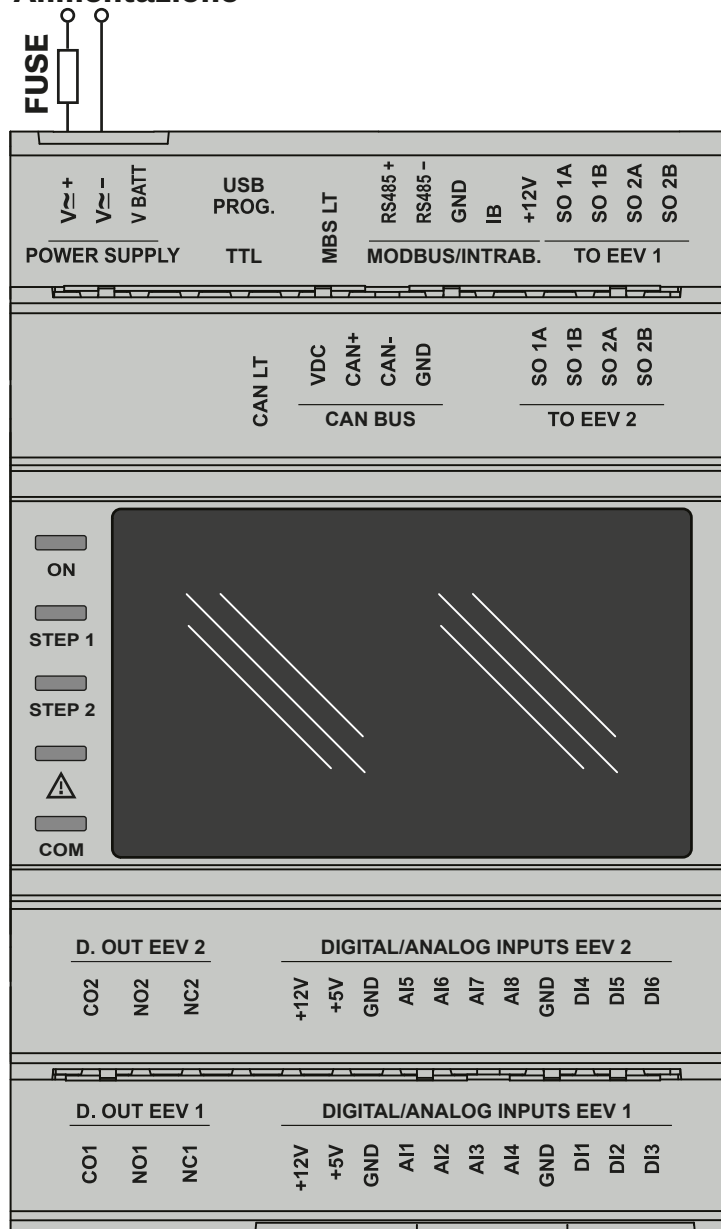 Alimentazione
FUSE
V≂ +
V≂ –
V BATT
USB
PROG.
MBS LT
RS485 +
RS485 –
GND
IB
+12V
SO 1A
SO 1B
SO 2A
SO 2B
POWER SUPPLY
TTL
MODBUS/INTRAB.
TO EEV 1
CAN LT
VDC
CAN+
CAN-
GND
SO 1A
SO 1B
SO 2A
SO 2B
CAN BUS
TO EEV 2
ON
STEP 1
STEP 2
COM
D. OUT EEV 2
DIGITAL/ANALOG INPUTS EEV 2
CO2
NO2
NC2
+12V
+5V
GND
AI5
AI6
AI7
AI8
GND
DI4
DI5
DI6
D. OUT EEV 1
DIGITAL/ANALOG INPUTS EEV 1
CO1
NO1
NC1
+12V
+5V
GND
AI1
AI2
AI3
AI4
GND
DI1
DI2
DI3